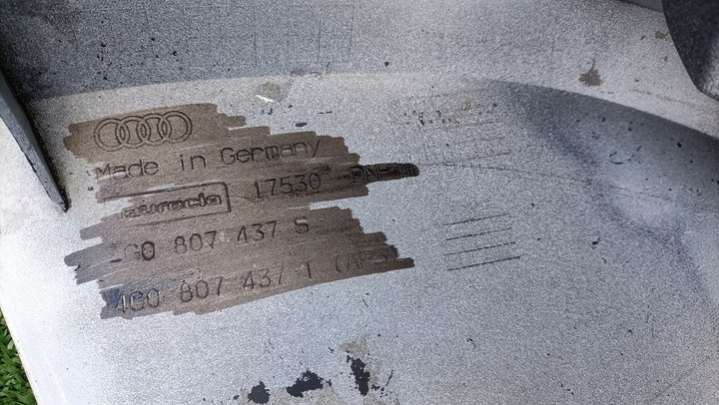 Made in Germany
faurecia 17530
4G0 807 437 S
4G0 807 437 T